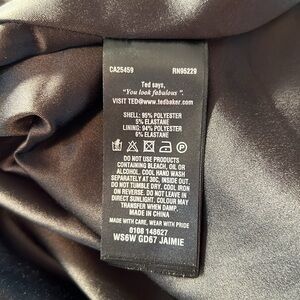 CA25459 RN95229
Ted says,
"You look fabulous".
VISIT TED@www.tedbaker.com
SHELL: 95% POLYESTER
5% ELASTANE
LINING: 94% POLYESTER
6% ELASTANE
DO NOT USE PRODUCTS
CONTAINING BLEACH, OIL OR
ALCOHOL. COOL HAND WASH
SEPARATELY AT 30C. INSIDE OUT.
DO NOT TUMBLE DRY. COOL IRON
ON REVERSE. DO NOT LEAVE IN
DIRECT SUNLIGHT. COLOUR MAY
TRANSFER WHEN DAMP.
MADE IN CHINA
MADE WITH CARE, WEAR WITH PRIDE
0108 148627
WS6W GD67 JAIMIE